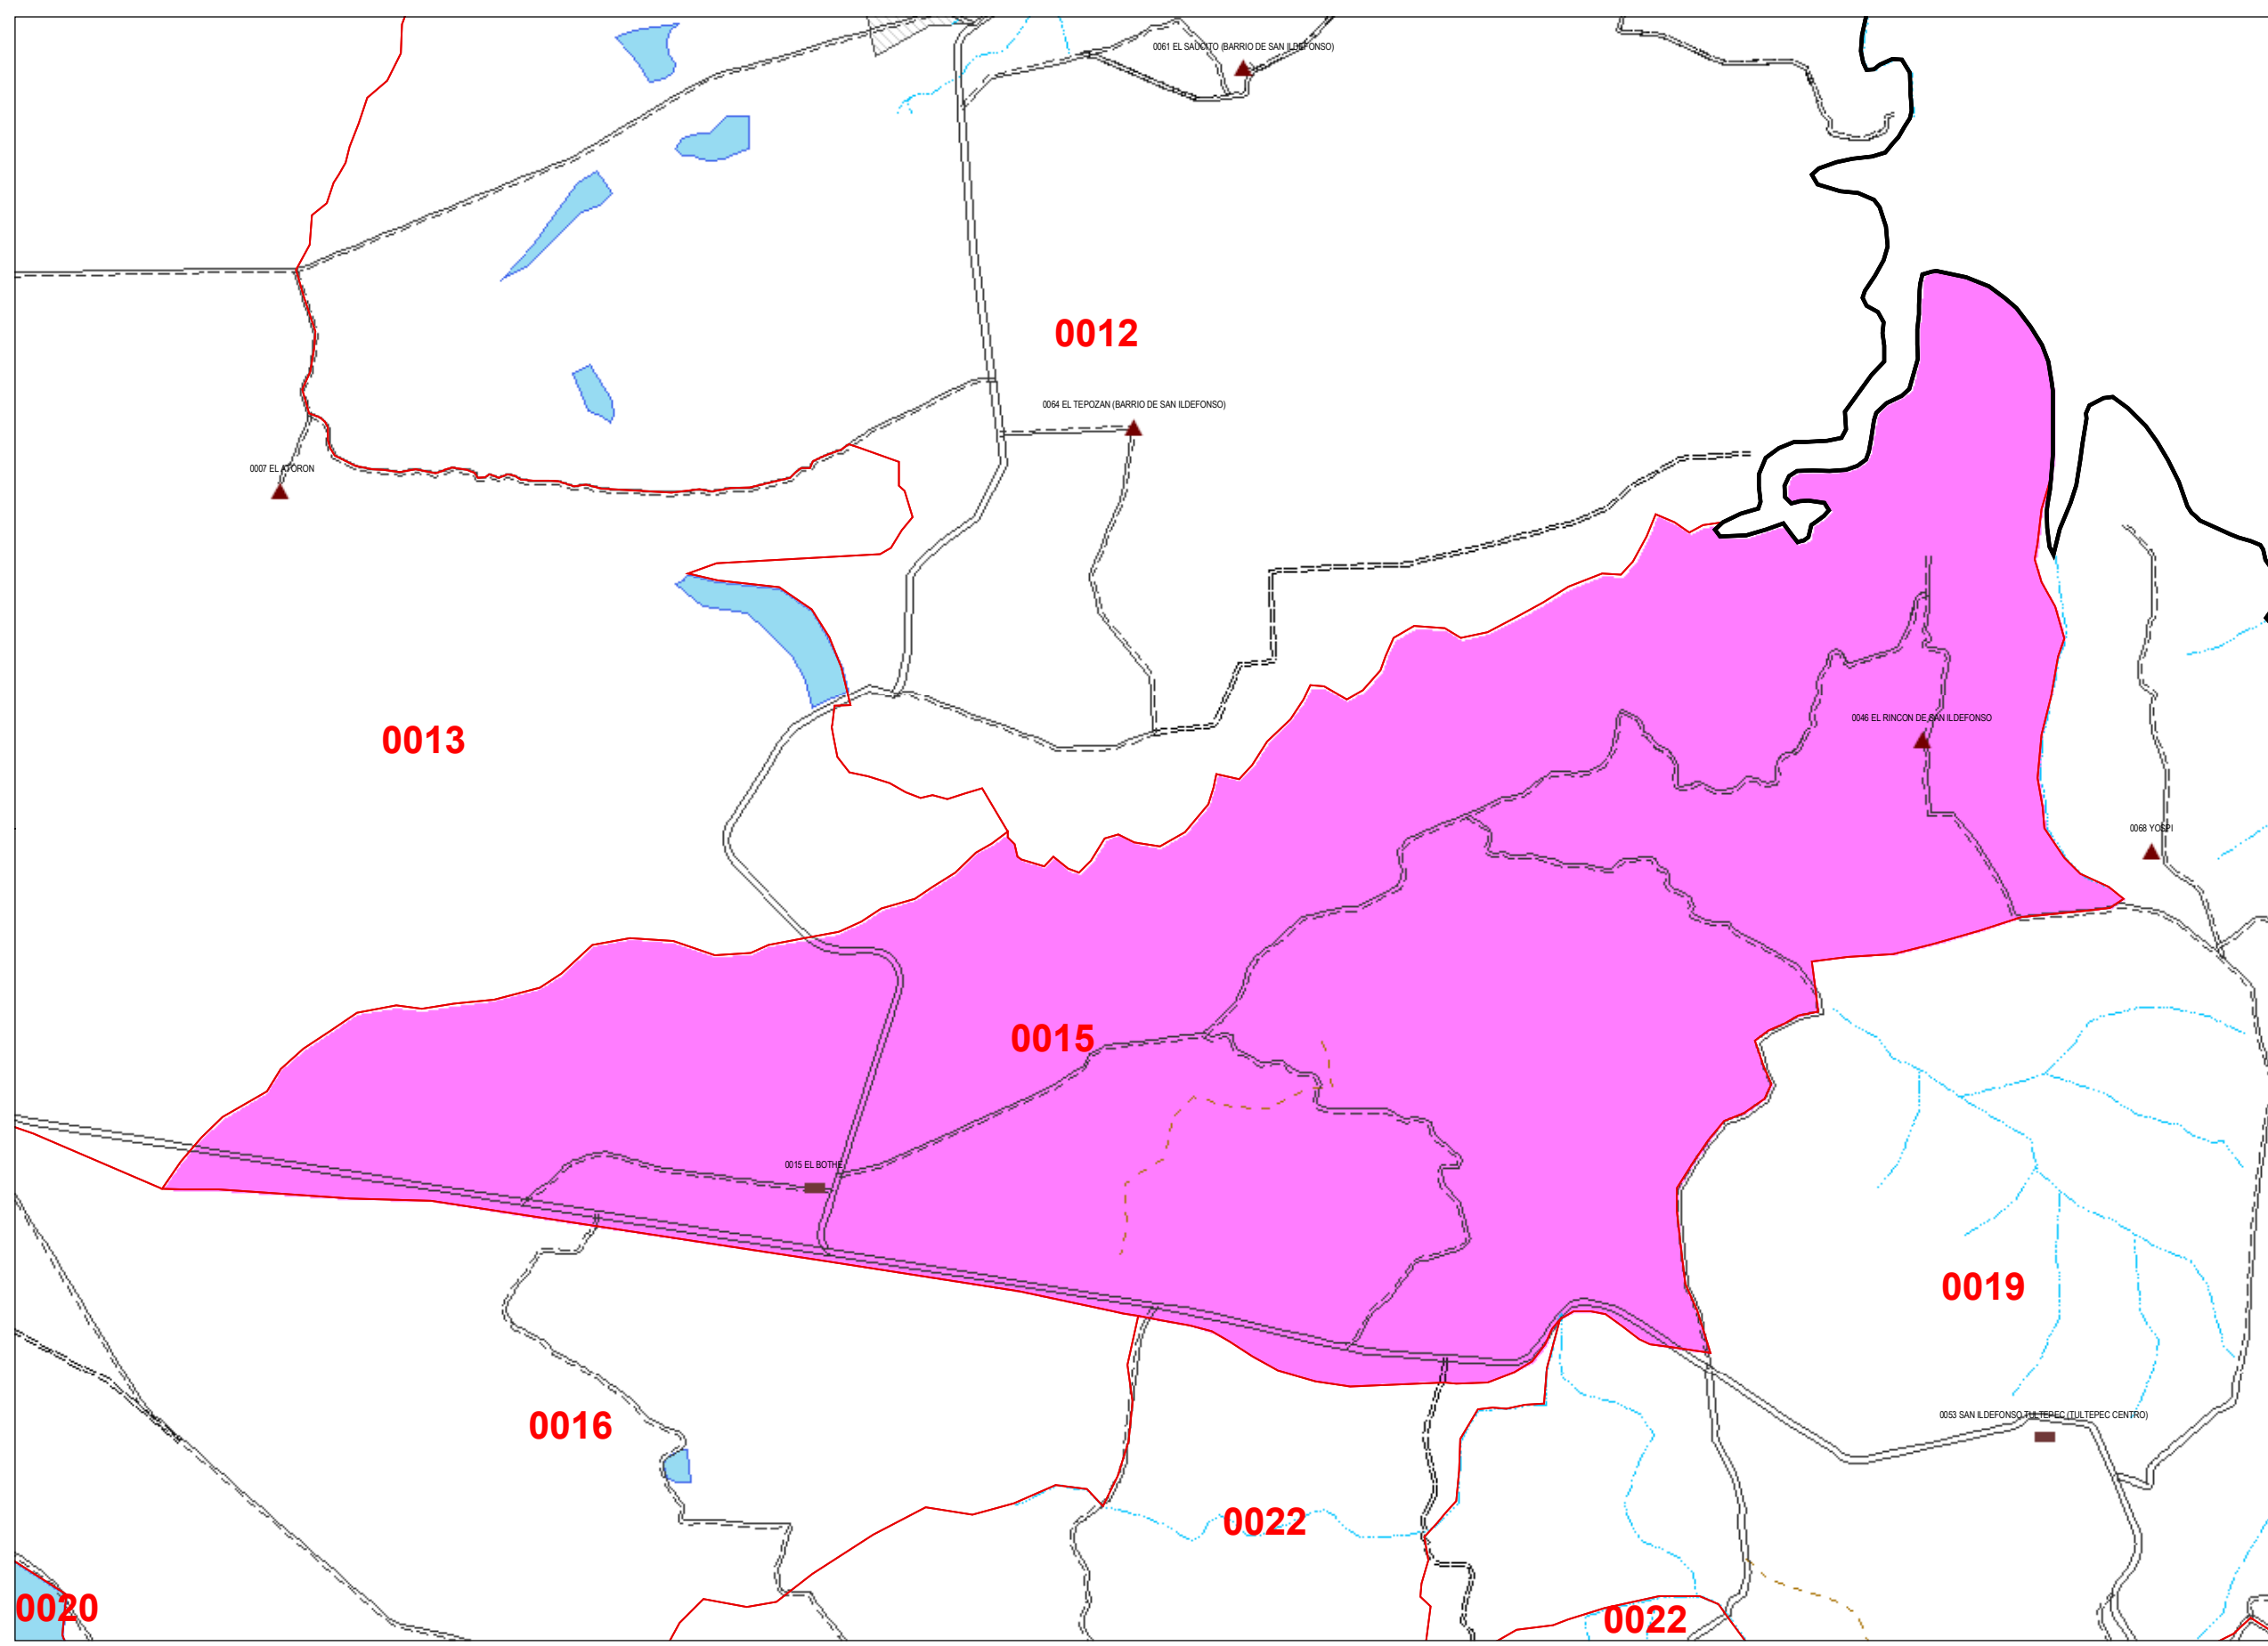 0061 EL SAUCITO (BARRIO DE SAN ILDEFONSO)
0012
0064 EL TEPOZAN (BARRIO DE SAN ILDEFONSO)
0007 EL ATORON
0013
0046 EL RINCON DE SAN ILDEFONSO
0068 YOSPI
0015
0015 EL BOTHE
0019
0053 SAN ILDEFONSO TULTEPEC (TULTEPEC CENTRO)
0016
0022
0020
0022